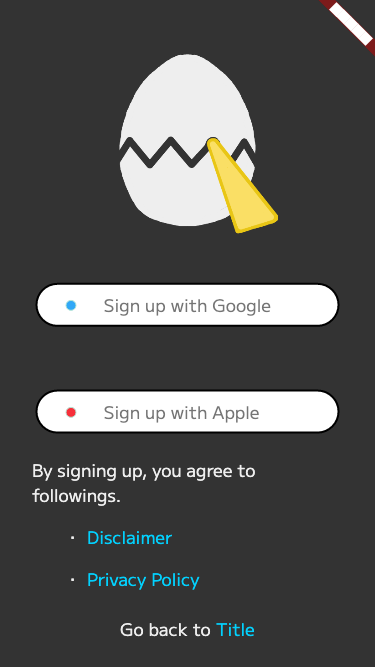 Sign up with Google
Sign up with Apple
By signing up, you agree to
followings.
・ Disclaimer
・ Privacy Policy
Go back to Title